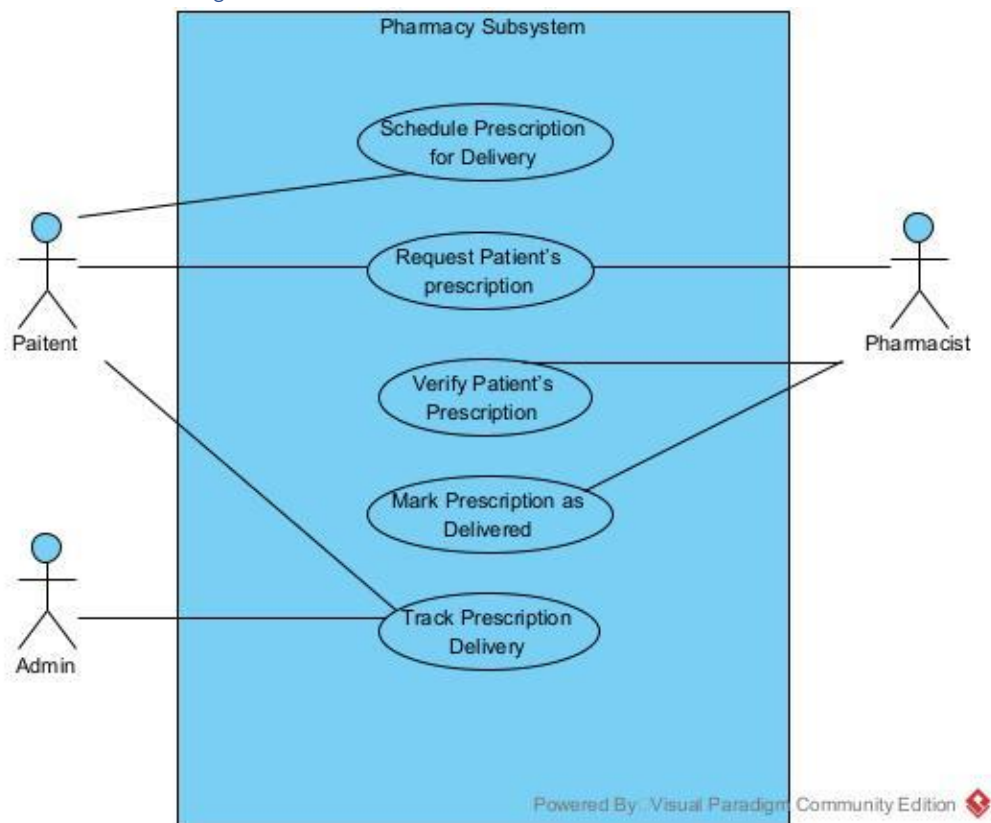 Pharmacy Subsystem
Schedule Prescription
for Delivery
Request Patient's
prescription
Paitent
Pharmacist
Verify Patient's
Prescription
Mark Prescription as
Delivered
Track Prescription
Delivery
Admin
Powered By Visual Paradigm Community Edition